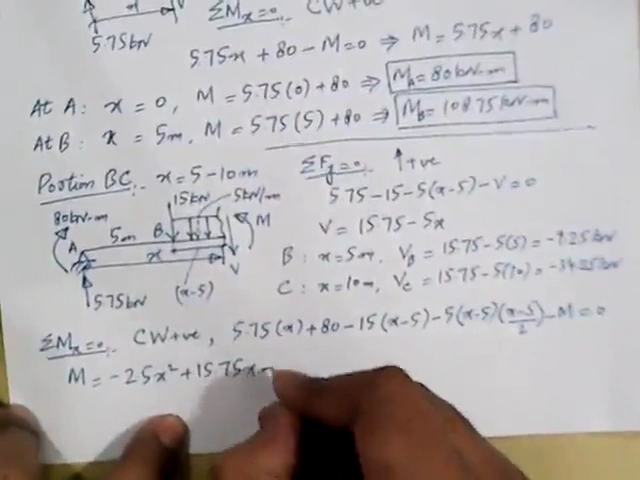 ΣMx=0:- CW+ve
5.75kN
5.75x + 80 - M = 0 ⇒ M = 5.75x + 80
At A: x = 0, M = 5.75(0) + 80 ⇒ MA = 80kN-m
At B: x = 5m, M = 5.75(5) + 80 ⇒ MB = 108.75kN-m
Portion BC:- x = 5-10m
ΣFy=0:- ↑+ve
15kN 5kN/m
5.75-15-5(x-5)-V=0
80kN-m
5m B M
V = 15.75-5x
A x V
B: x=5m, VB = 15.75-5(5) = -9.25kN
(x-5)
C: x=10m, VC = 15.75-5(10) = -34.25kN
5.75kN
ΣMx=0:- CW+ve, 5.75(x)+80-15(x-5)-5(x-5)(x-5/2)-M=0
M = -2.5x²+15.75x